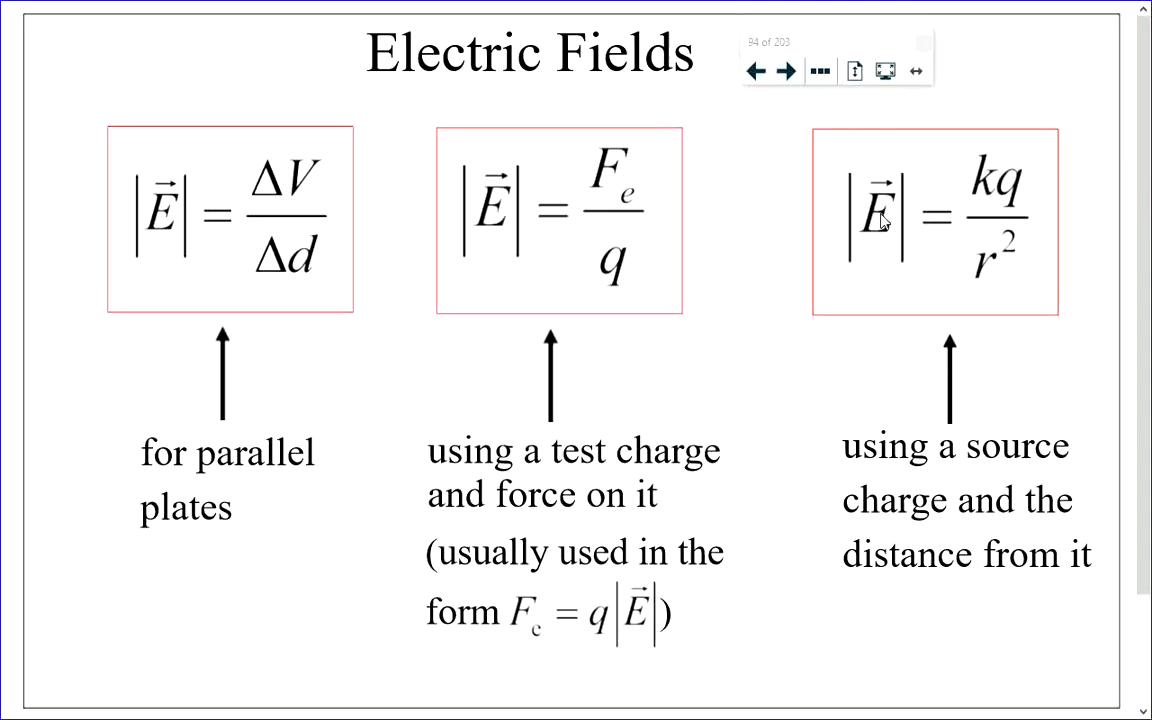 Electric Fields
94 of 203
|E⃗| = ΔV / Δd
|E⃗| = Fₑ / q
|E⃗| = kq / r²
for parallel
plates
using a test charge
and force on it
(usually used in the
form Fₑ = q|E⃗|)
using a source
charge and the
distance from it